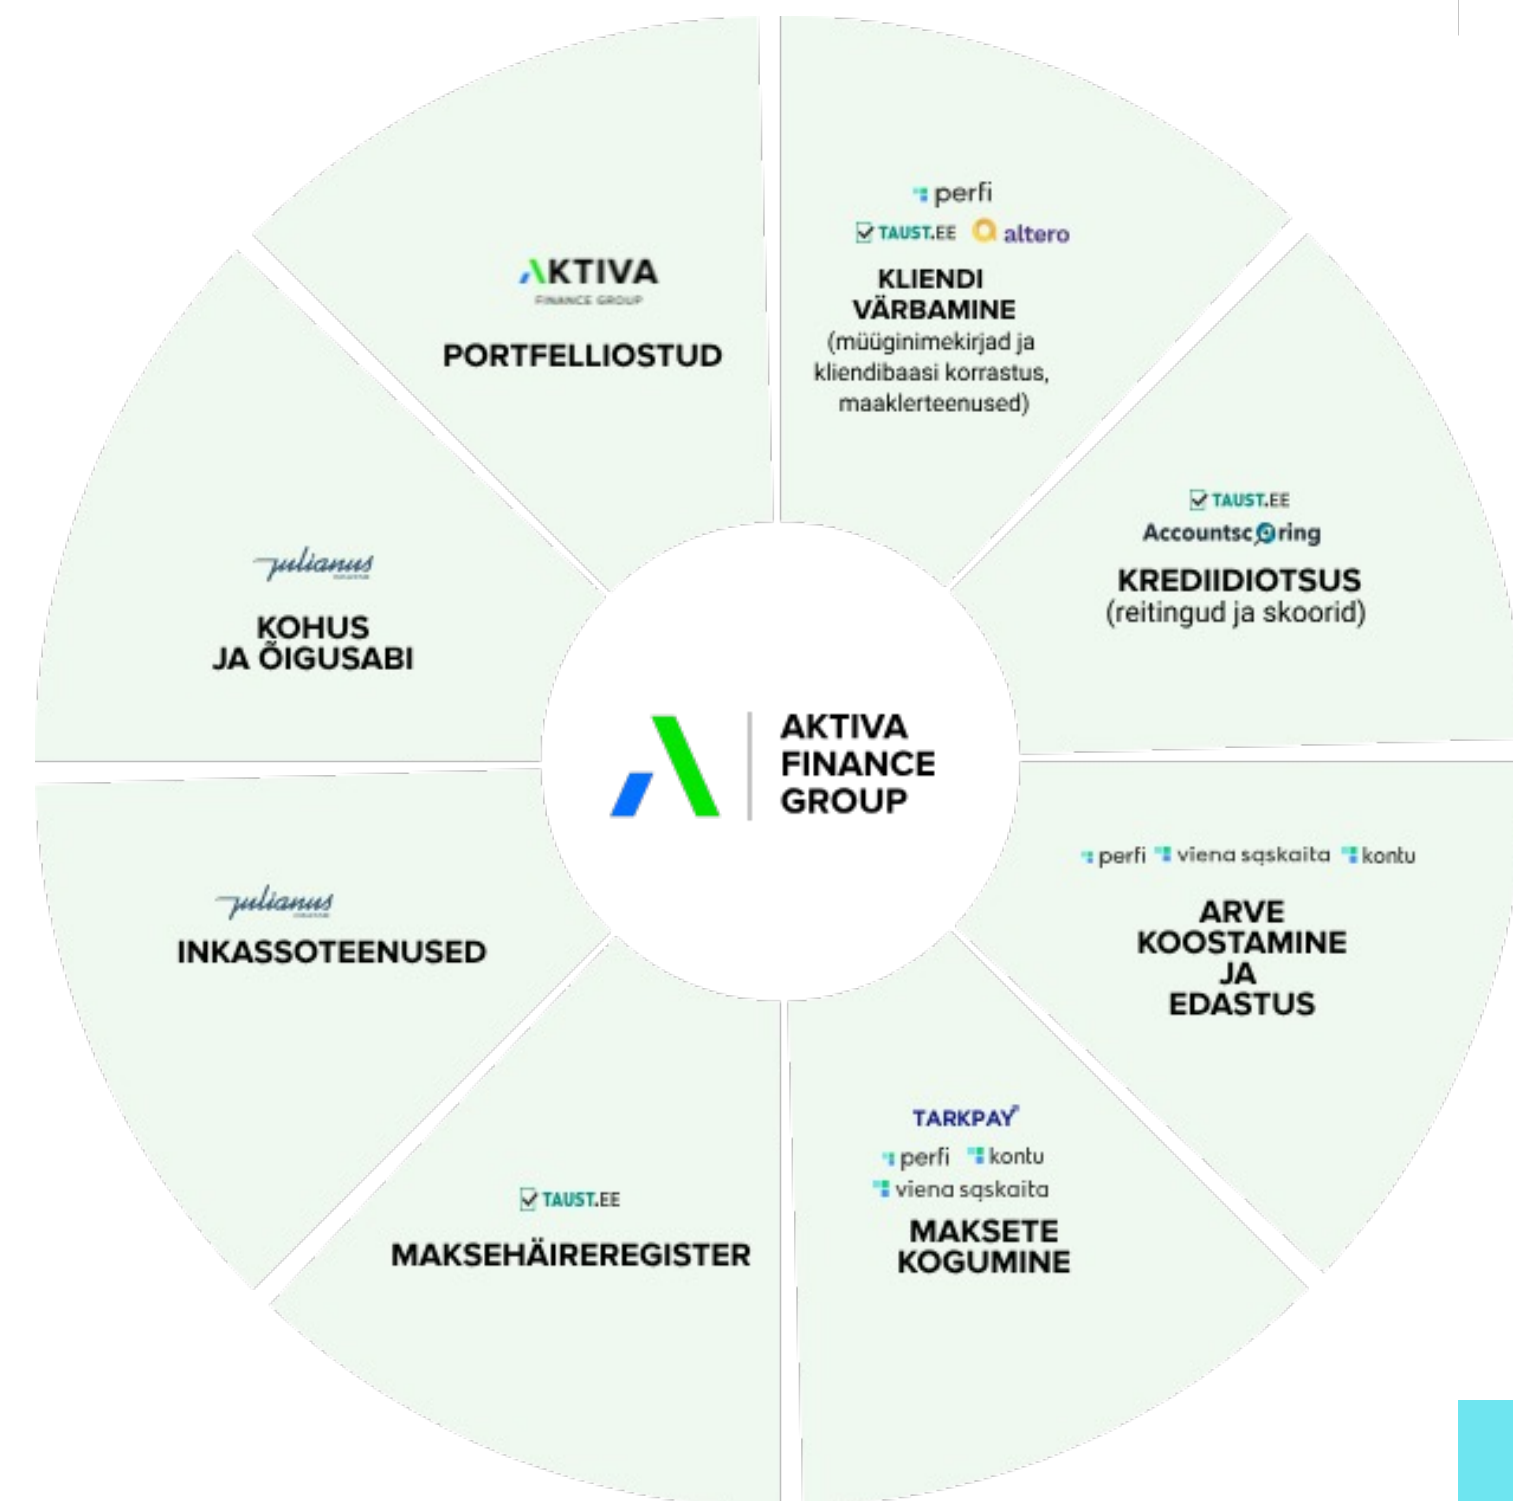 perfi
TAUST.EE altero
KLIENDI
VÄRBAMINE
(müüginimekirjad ja
kliendibaasi korrastus,
maaklerteenused)
TAUST.EE
Accountscoring
KREDIIDIOTSUS
(reitingud ja skoorid)
perfi viena sąskaita kontu
ARVE
KOOSTAMINE
JA
EDASTUS
TARKPAY
perfi kontu
viena sąskaita
MAKSETE
KOGUMINE
TAUST.EE
MAKSEHÄIREREGISTER
julianus
INKASSOTEENUSED
julianus
KOHUS
JA ÕIGUSABI
AKTIVA
FINANCE GROUP
PORTFELLIOSTUD
AKTIVA
FINANCE
GROUP